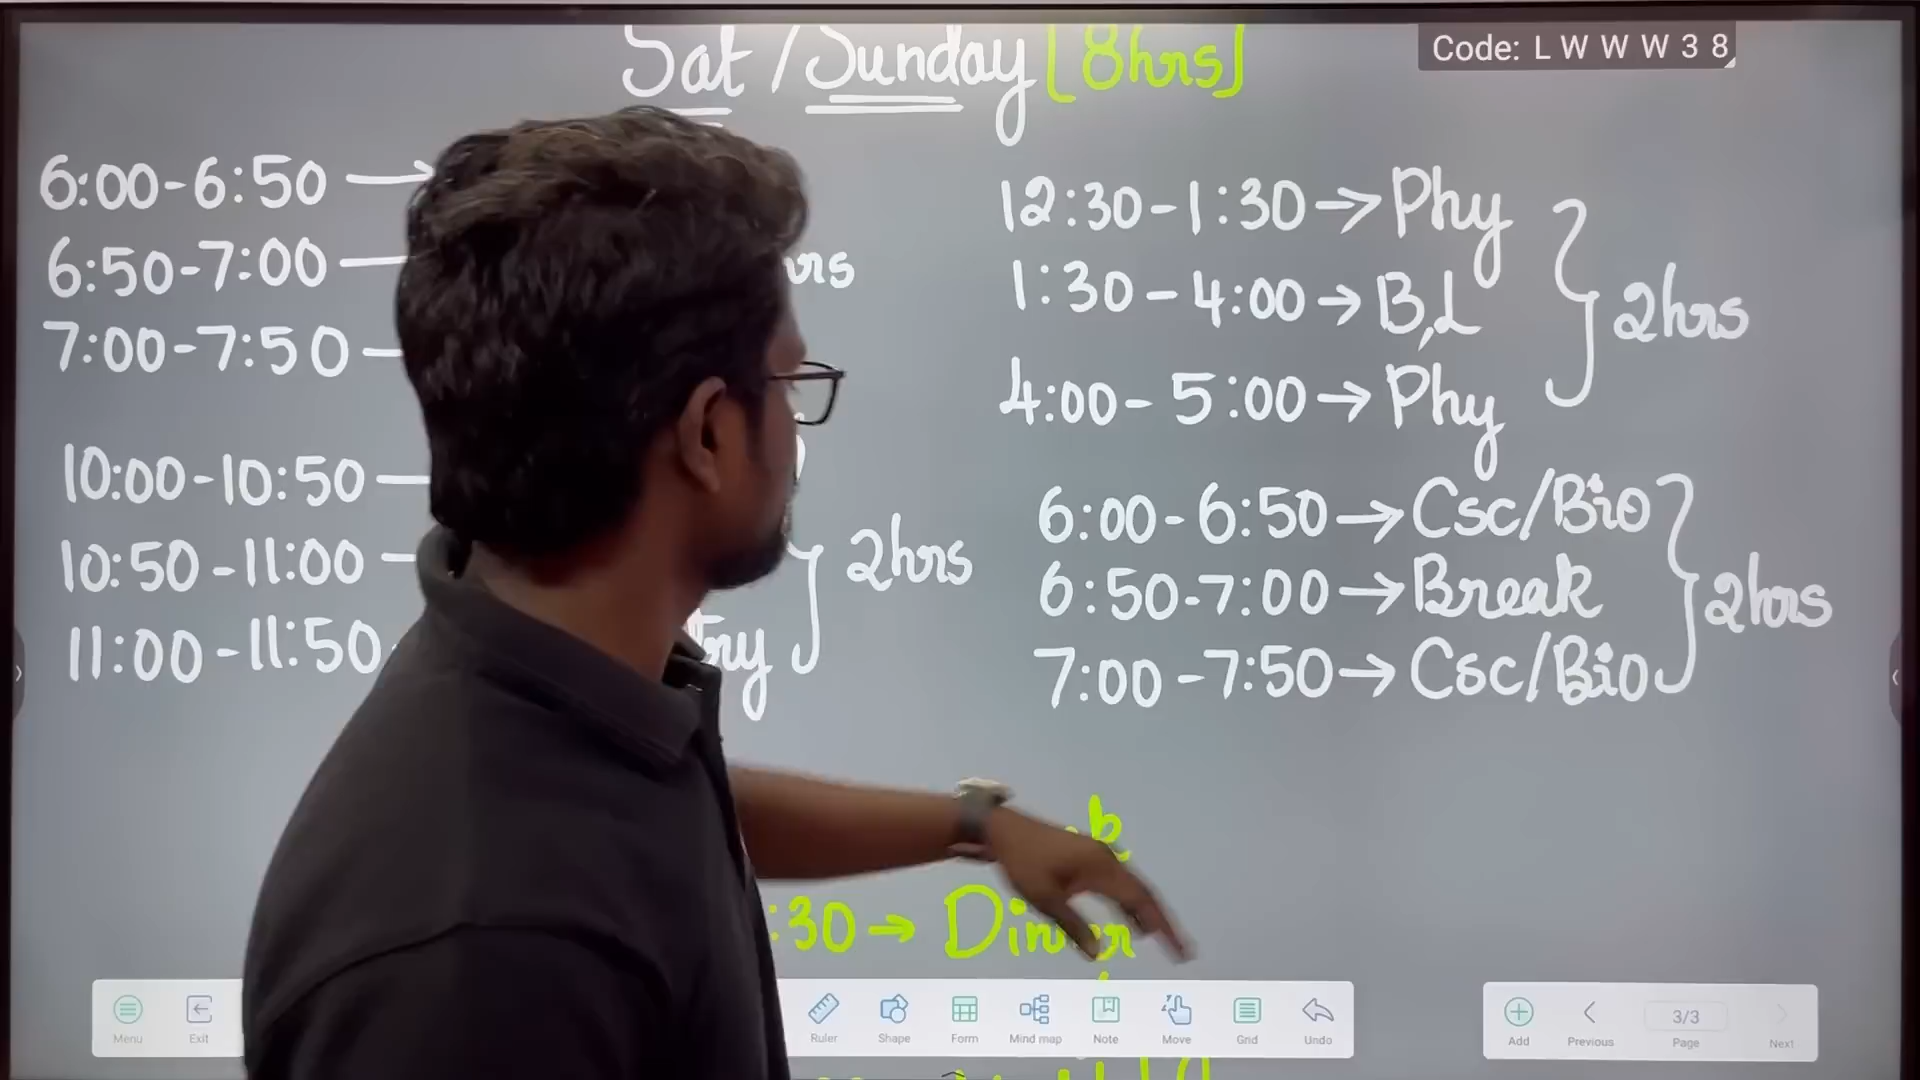 Sat / Sunday [8hrs]
Code: L W W W 3 8
6:00-6:50 →
6:50-7:00
7:00-7:50
10:00-10:50
10:50-11:00
11:00-11:50
2hrs
12:30-1:30→Phy
1:30-4:00→B,L
4:00-5:00→Phy
2hrs
6:00-6:50→Csc/Bio
6:50-7:00→Break
7:00-7:50→Csc/Bio
2hrs
:30→ Dinner
Menu
Exit
Ruler
Shape
Form
Mind map
Note
Move
Grid
Undo
Add
Previous
3/3
Page
Next